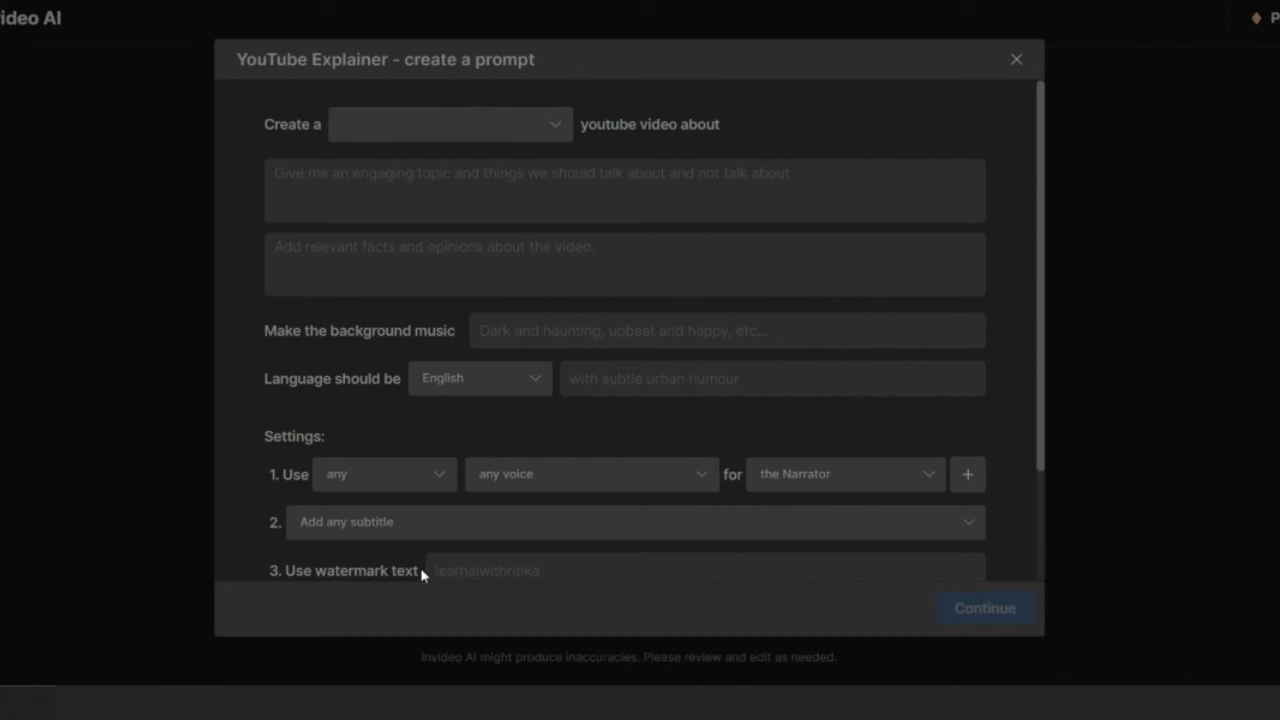 video AI
P
YouTube Explainer - create a prompt
Create a youtube video about
Give me an engaging topic and things we should talk about and not talk about
Add relevant facts and opinions about the video.
Make the background music Dark and haunting, upbeat and happy, etc...
Language should be English with subtle urban humour
Settings:
1. Use any any voice for the Narrator +
2. Add any subtitle
3. Use watermark text learnaiwithritika
Continue
Invideo AI might produce inaccuracies. Please review and edit as needed.